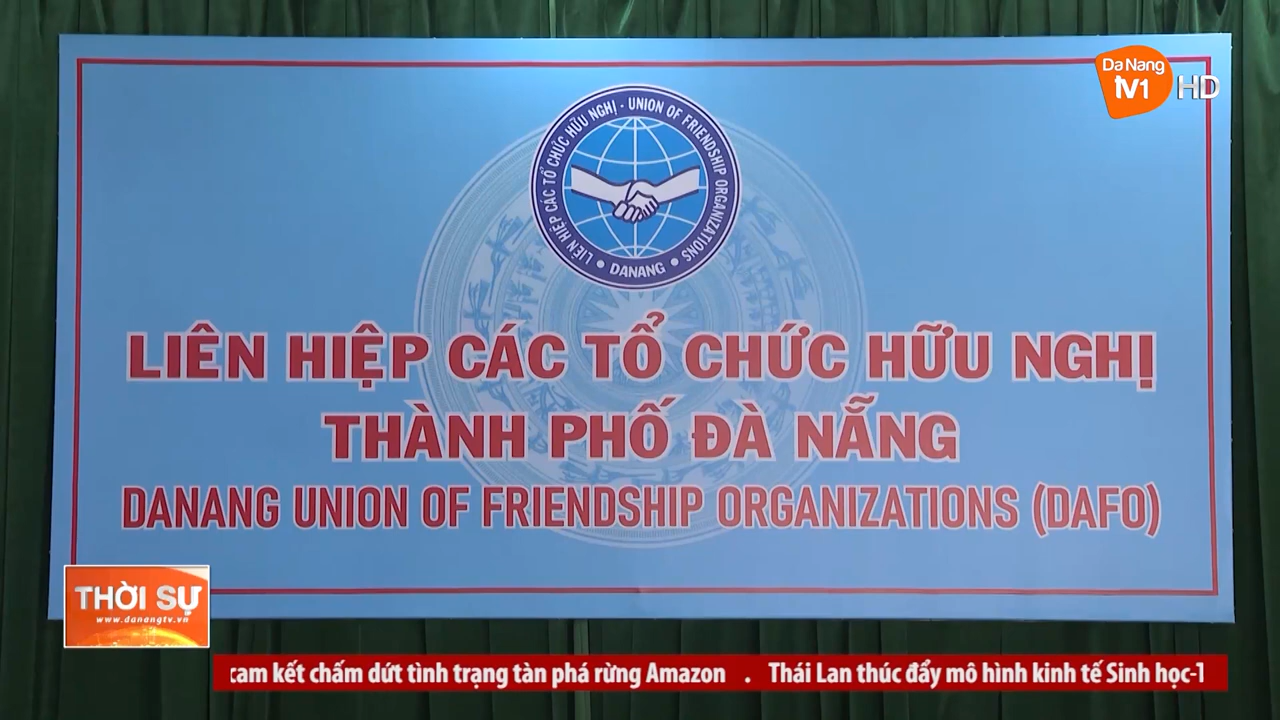 Da Nang
tv1 HD
LIÊN HIỆP CÁC TỔ CHỨC HỮU NGHỊ - UNION OF FRIENDSHIP ORGANIZATIONS
• DANANG •
LIÊN HIỆP CÁC TỔ CHỨC HỮU NGHỊ
THÀNH PHỐ ĐÀ NẴNG
DANANG UNION OF FRIENDSHIP ORGANIZATIONS (DAFO)
THỜI SỰ
www.danangtv.vn
cam kết chấm dứt tình trạng tàn phá rừng Amazon . Thái Lan thúc đẩy mô hình kinh tế Sinh học-